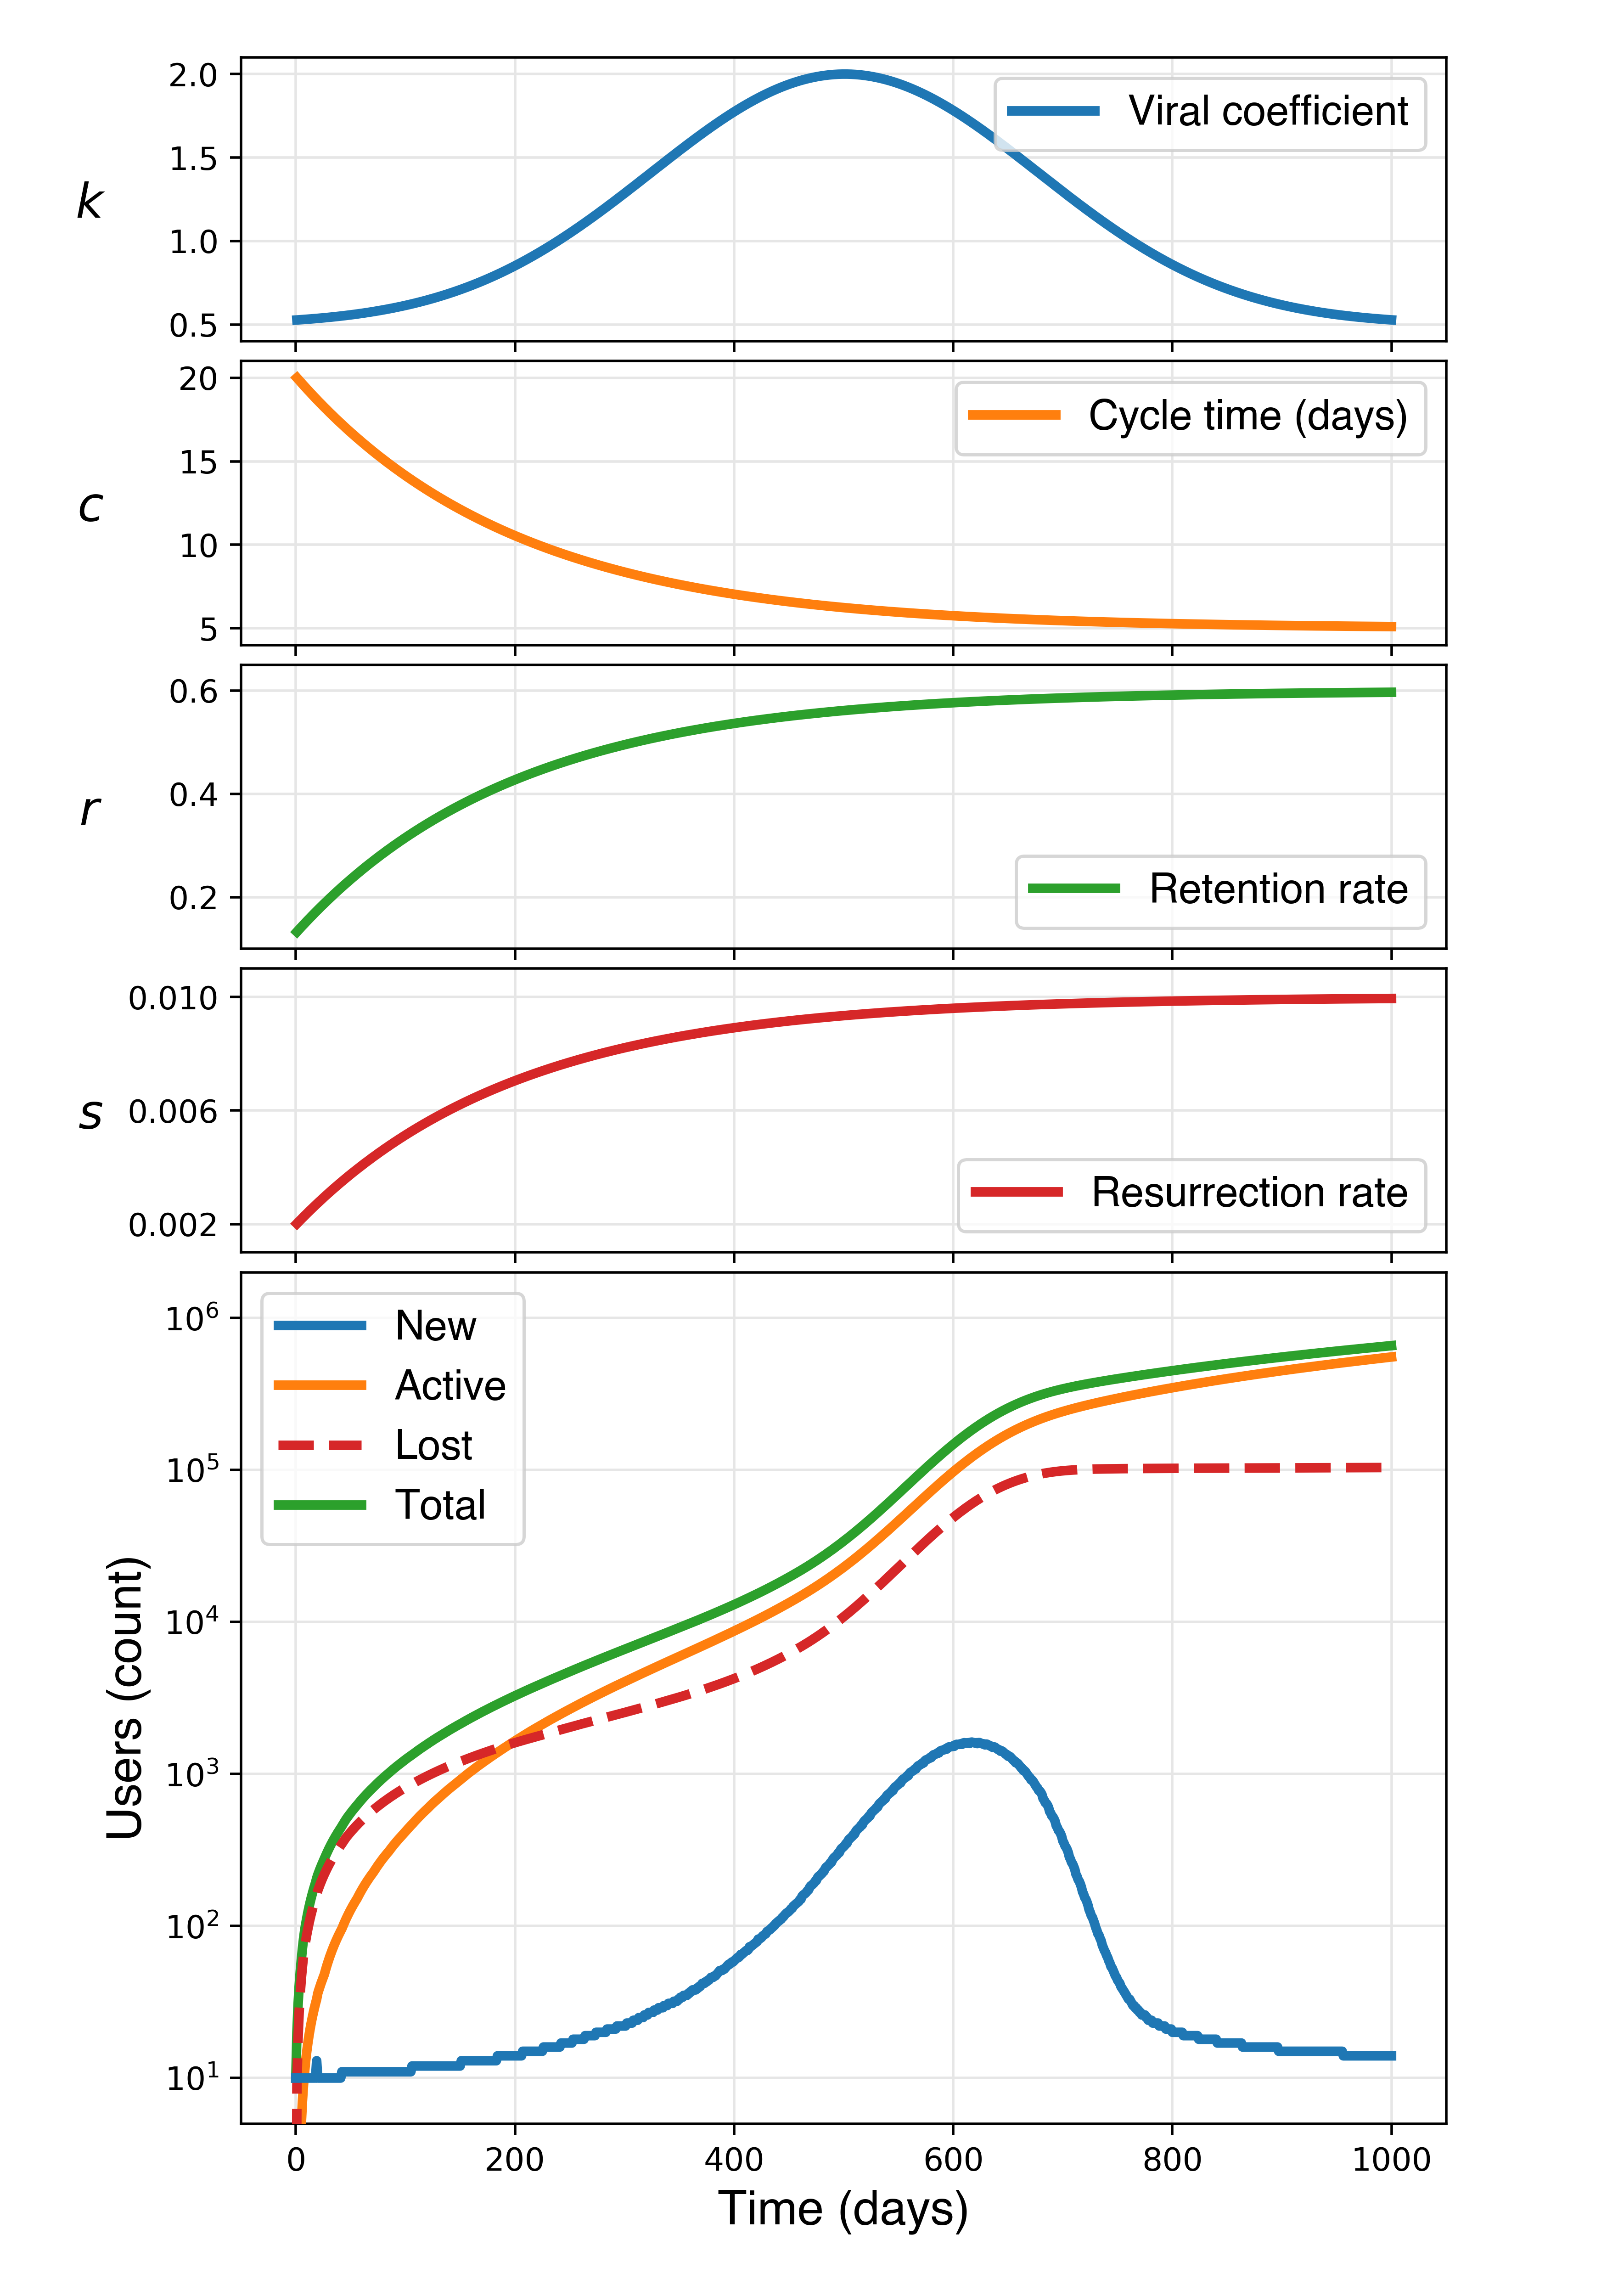 2.0
1.5
1.0
0.5
k
Viral coefficient
20
15
10
5
c
Cycle time (days)
0.6
0.4
0.2
r
Retention rate
0.010
0.006
0.002
s
Resurrection rate
10⁶
10⁵
10⁴
10³
10²
10¹
Users (count)
New
Active
Lost
Total
0 200 400 600 800 1000
Time (days)